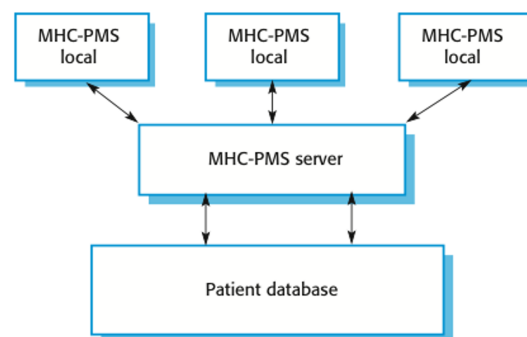 MHC-PMS
local
MHC-PMS
local
MHC-PMS
local
MHC-PMS server
Patient database